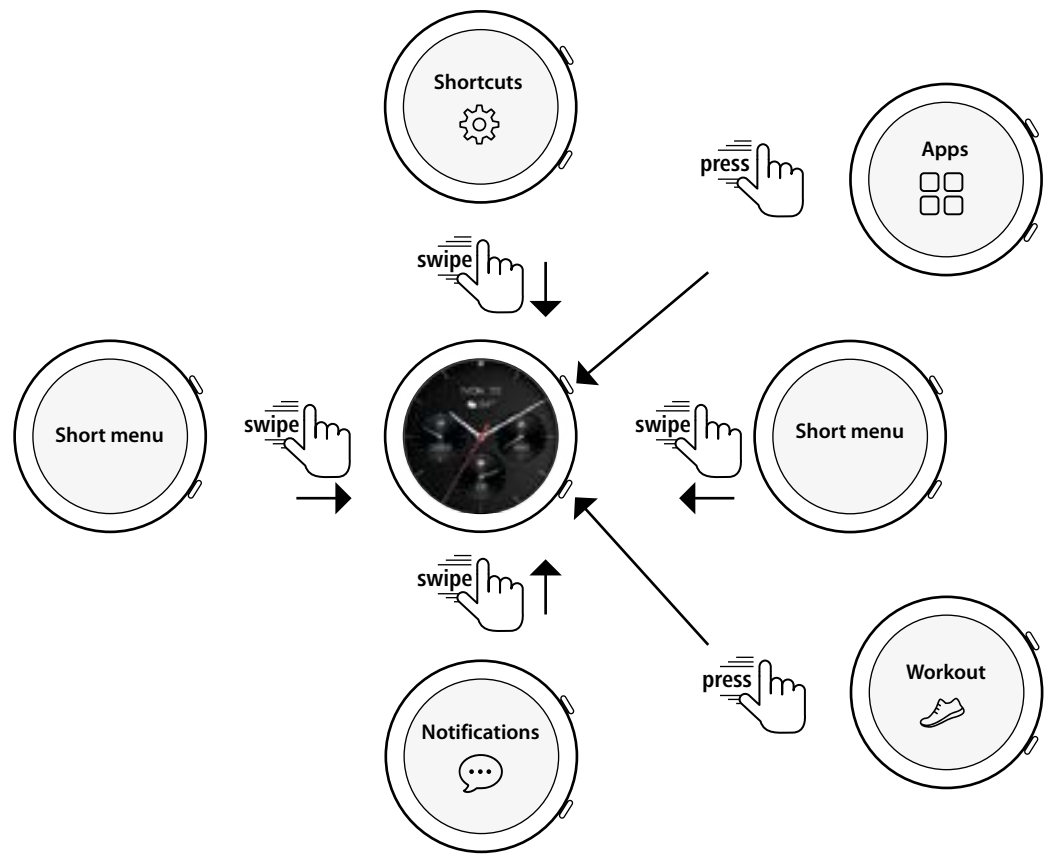 Shortcuts
press
Apps
swipe
Short menu
swipe
swipe
Short menu
swipe
Notifications
press
Workout